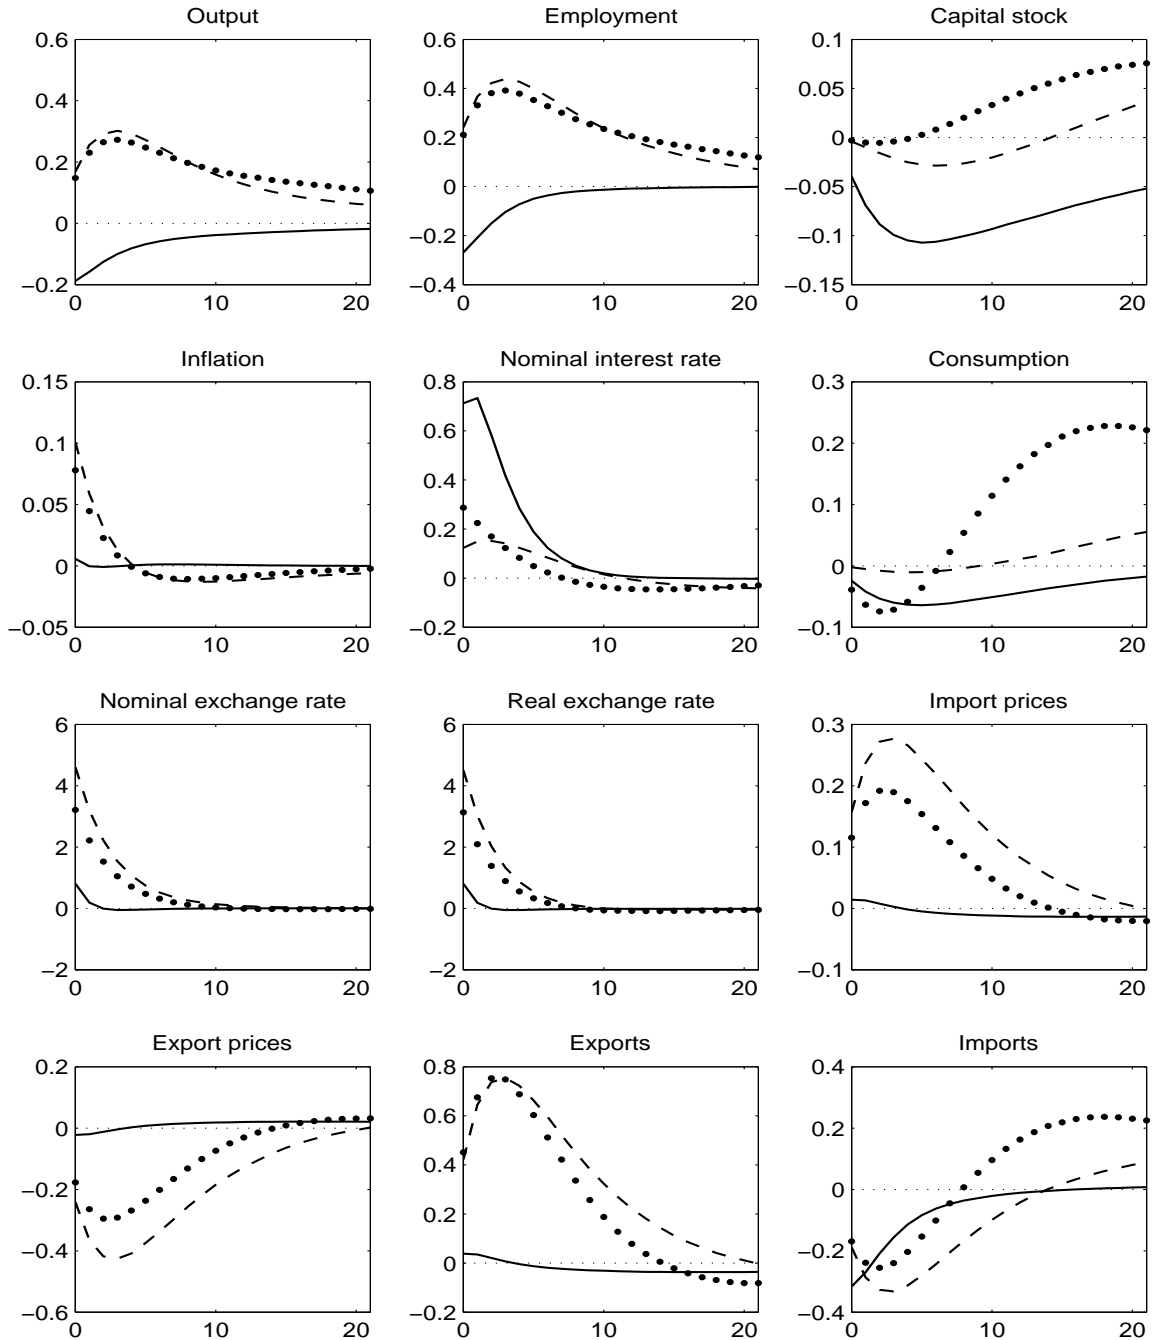 Output Employment Capital stock
0.6 0.6 0.1
0.4 0.4 0.05
0.2 0.2 0
0 0 −0.05
−0.2 −0.2 −0.1
−0.4 −0.15
0 10 20 0 10 20 0 10 20
Inflation Nominal interest rate Consumption
0.15 0.8 0.3
0.1 0.6 0.2
0.05 0.4 0.1
0 0.2 0
−0.05 0 −0.1
−0.2
0 10 20 0 10 20 0 10 20
Nominal exchange rate Real exchange rate Import prices
6 6 0.3
4 4 0.2
2 2 0.1
0 0 0
−2 −2 −0.1
0 10 20 0 10 20 0 10 20
Export prices Exports Imports
0.2 0.8 0.4
0 0.6 0.2
−0.2 0.4 0
−0.4 0.2 −0.2
−0.6 0 −0.4
−0.2
0 10 20 0 10 20 0 10 20